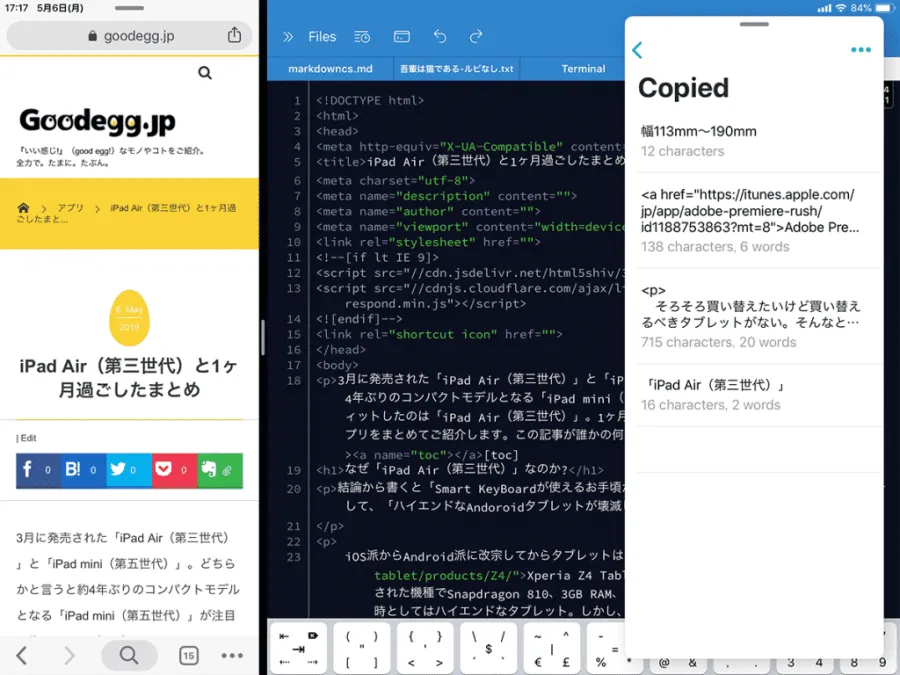 17:17 5月6日(月)
84%
goodegg.jp
Goodegg.jp
「いい感じ!」（good egg!）なモノやコトをご紹介。
全力で。たまに。たぶん。
アプリ
iPad Air（第三世代）と1ヶ月過
ごしたまと...
6. May
2019
iPad Air（第三世代）と1ヶ
月過ごしたまとめ
| Edit
f 0 B! 0 0 0
3月に発売された「iPad Air（第三世代）
」と「iPad mini（第五世代）」。どちら
かと言うと約4年ぶりのコンパクトモデル
となる「iPad mini（第五世代）」が注目
15
Files
markdowncs.md
吾輩は猫である-ルビなし.txt
Terminal
1 <!DOCTYPE html>
2 <html>
3 <head>
4 <meta http-equiv="X-UA-Compatible" conten
5 <title>iPad Air（第三世代）と1ヶ月過ごしたまとめ
6 <meta charset="utf-8">
7 <meta name="description" content="">
8 <meta name="author" content="">
9 <meta name="viewport" content="width=devic
10 <link rel="stylesheet" href="">
11 <!--[if lt IE 9]>
12 <script src="//cdn.jsdelivr.net/html5shiv/3
13 <script src="//cdnjs.cloudflare.com/ajax/li
respond.min.js"></script>
14 <![endif]-->
15 <link rel="shortcut icon" href="">
16 </head>
17 <body>
18 <p>3月に発売された「iPad Air（第三世代）」と「iP
4年ぶりのコンパクトモデルとなる「iPad mini（
ィットしたのは「iPad Air（第三世代）」。1ヶ月
プリをまとめてご紹介します。この記事が誰かの何
><a name="toc"></a>[toc]
19 <h1>なぜ「iPad Air（第三世代）」なのか?</h1>
20 <p>結論から書くと「Smart KeyBoardが使えるお手頃
して、「ハイエンドなAndoroidタブレットが壊滅
21 </p>
22 <p>
23 iOS派からAndroid派に改宗してからタブレットは
tablet/products/Z4/">Xperia Z4 Tabl
された機種でSnapdragon 810、3GB RAM、
時としてはハイエンドなタブレット。しかし、
Copied
幅113mm〜190mm
12 characters
<a href="https://itunes.apple.com/
jp/app/adobe-premiere-rush/
id1188753863?mt=8">Adobe Pre...
138 characters, 6 words
<p>
そろそろ買い替えたいけど買い替え
るべきタブレットがない。そんなと…
715 characters, 20 words
「iPad Air（第三世代）」
16 characters, 2 words
( ) " [ ]
{ } ' < >
\ / $ ´ `
~ ^ | € £
- = % *
@ &
. ,
3 4
7 8 9